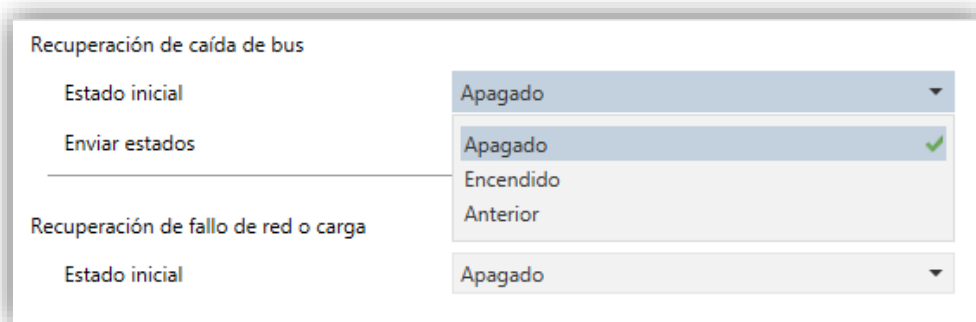 Recuperación de caída de bus
Estado inicial Apagado
Enviar estados Apagado
Encendido
Anterior
Recuperación de fallo de red o carga
Estado inicial Apagado